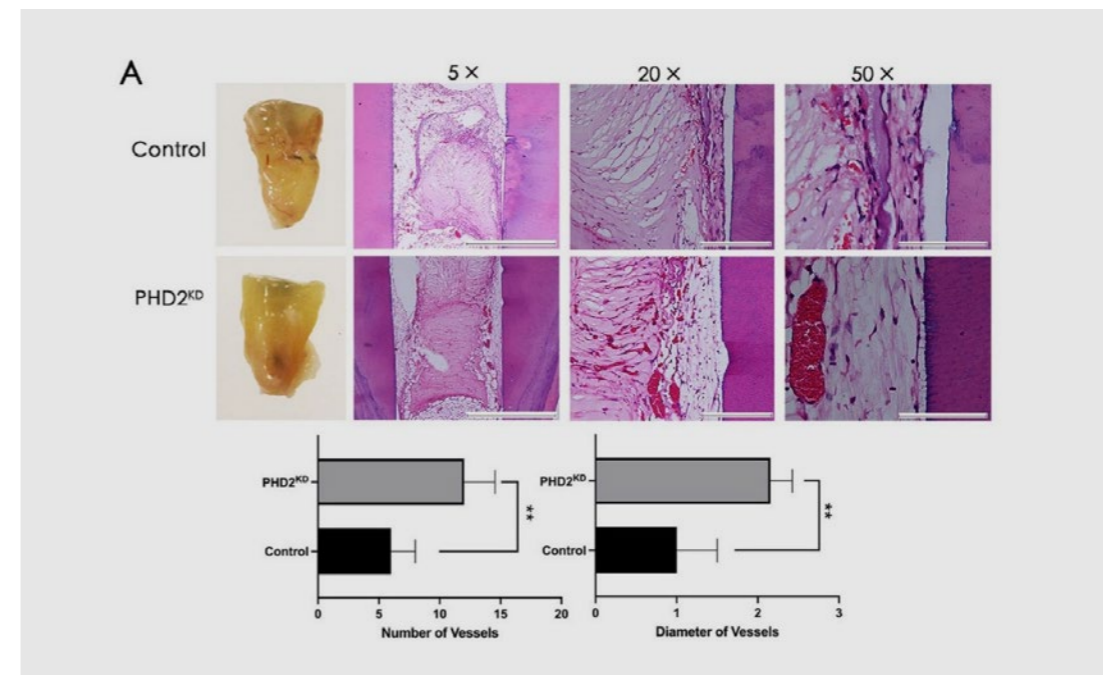 A
5 ×
20 ×
50 ×
Control
PHD2ᴷᴰ
PHD2ᴷᴰ
Control
**
0 5 10 15 20
Number of Vessels
PHD2ᴷᴰ
Control
**
0 1 2 3
Diameter of Vessels